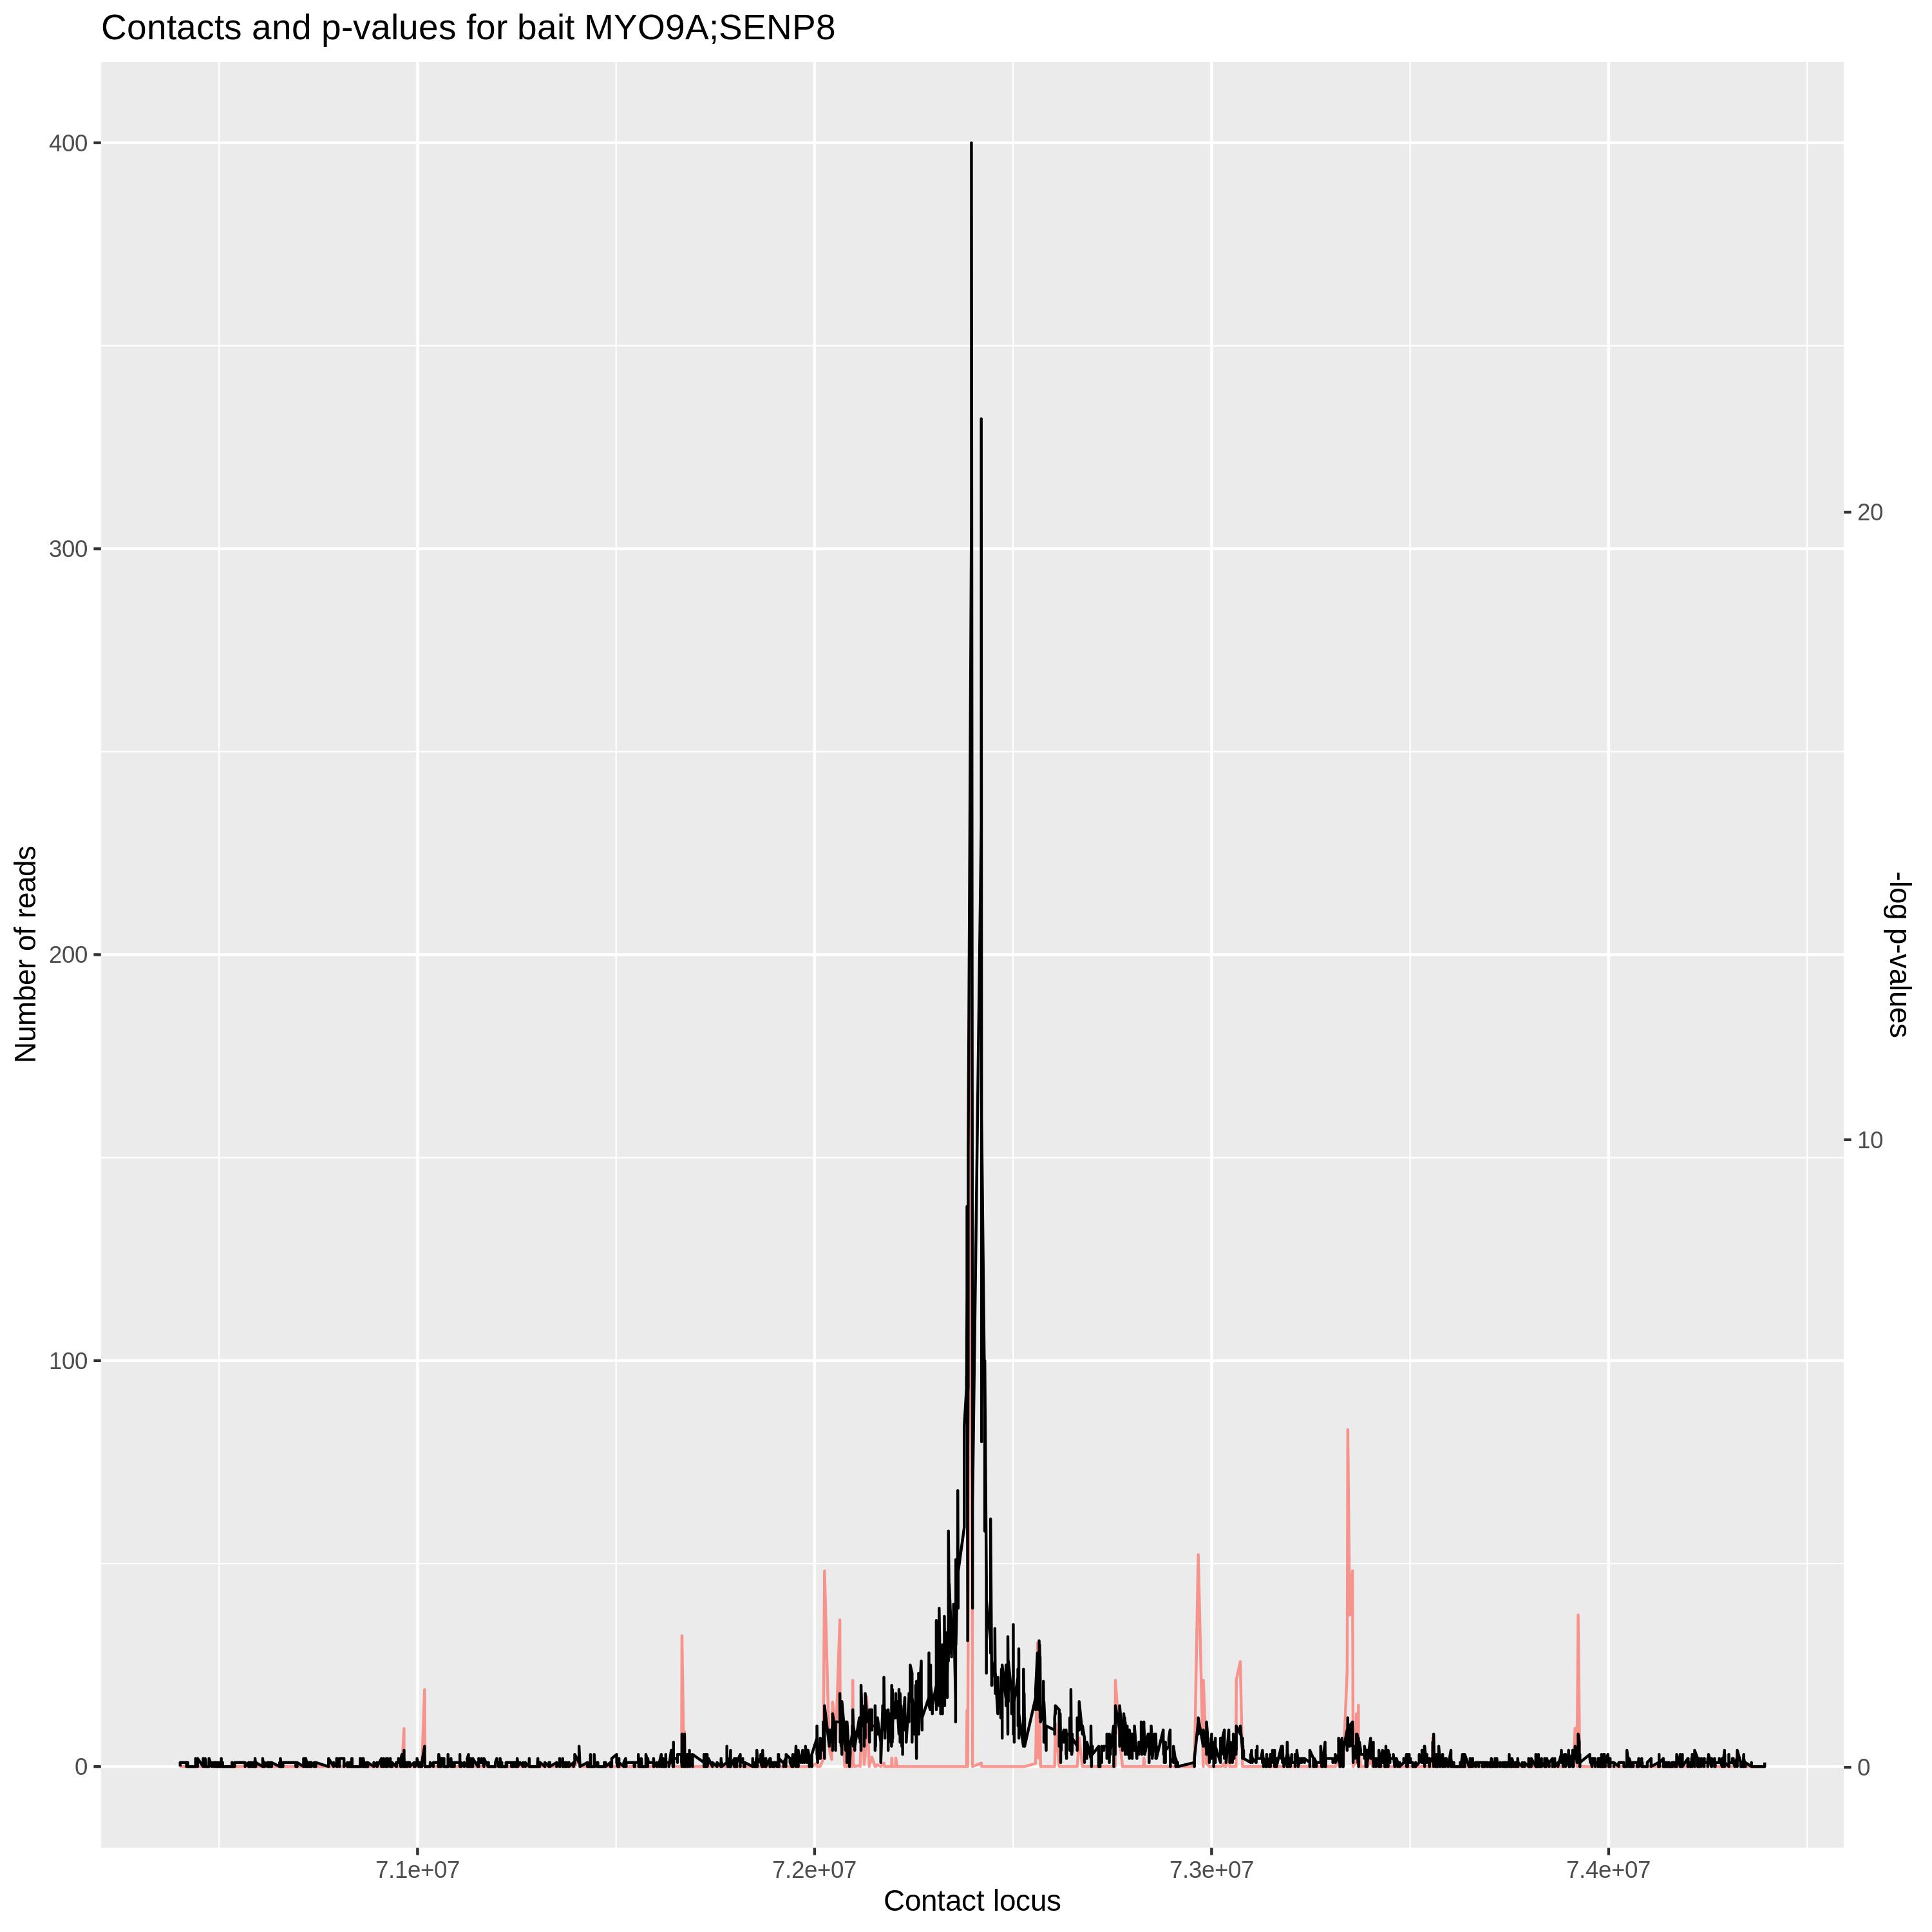 Contacts and p-values for bait MYO9A;SENP8
400
300
200
100
0
Number of reads
20
10
0
-log p-values
7.1e+07
7.2e+07
7.3e+07
7.4e+07
Contact locus